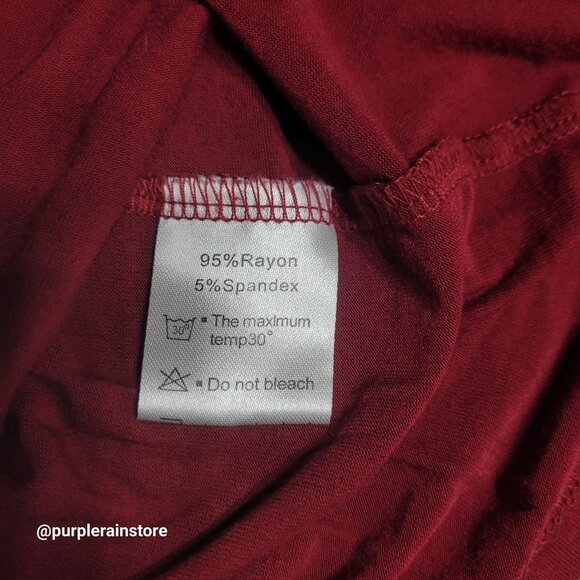 95%Rayon
5%Spandex
30° = The maxlmum
temp30°
= Do not bleach
@purplerainstore